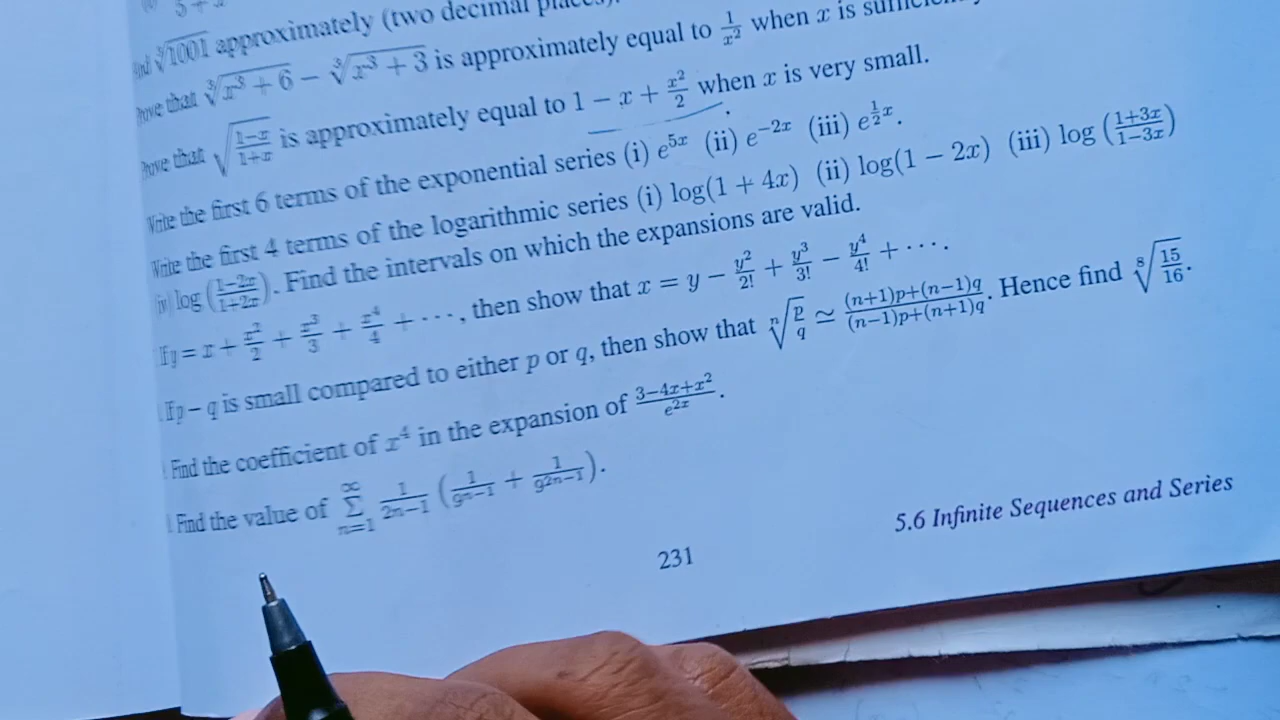 5 + x
∛1001 approximately (two decimal places).
Prove that ∛(x³ + 6) − ∛(x³ + 3) is approximately equal to 1/x² when x is
Prove that √((1−x)/(1+x)) is approximately equal to 1 − x + x²/2 when x is very small.
Write the first 6 terms of the exponential series (i) e^(5x) (ii) e^(−2x) (iii) e^(½x).
Write the first 4 terms of the logarithmic series (i) log(1 + 4x) (ii) log(1 − 2x) (iii) log((1+3x)/(1−3x))
(iv) log((1−2x)/(1+2x)). Find the intervals on which the expansions are valid.
If y = x + x²/2 + x³/3 + x⁴/4 + ⋯, then show that x = y − y²/2! + y³/3! − y⁴/4! + ⋯.
If p − q is small compared to either p or q, then show that ⁿ√(p/q) ≃ ((n+1)p+(n−1)q)/((n−1)p+(n+1)q). Hence find ⁸√(15/16).
Find the coefficient of x⁴ in the expansion of (3−4x+x²)/e^(2x).
Find the value of ∑_(n=1)^∞ 1/(2n−1) (1/9^(n−1) + 1/9^(2n−1)).
5.6 Infinite Sequences and Series
231